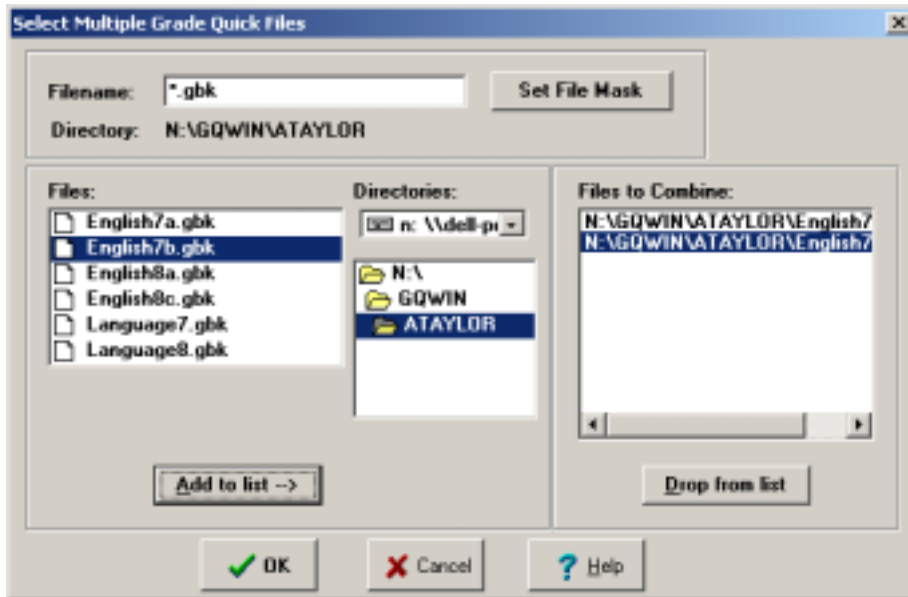 Select Multiple Grade Quick Files
Filename: *.gbk Set File Mask
Directory: N:\GQWIN\ATAYLOR
Files:
English7a.gbk
English7b.gbk
English8a.gbk
English8c.gbk
Language7.gbk
Language8.gbk
Add to list -->
Directories:
n: \\dell-p
N:\
GQWIN
ATAYLOR
Files to Combine:
N:\GQWIN\ATAYLOR\English7
N:\GQWIN\ATAYLOR\English7
Drop from list
OK Cancel Help